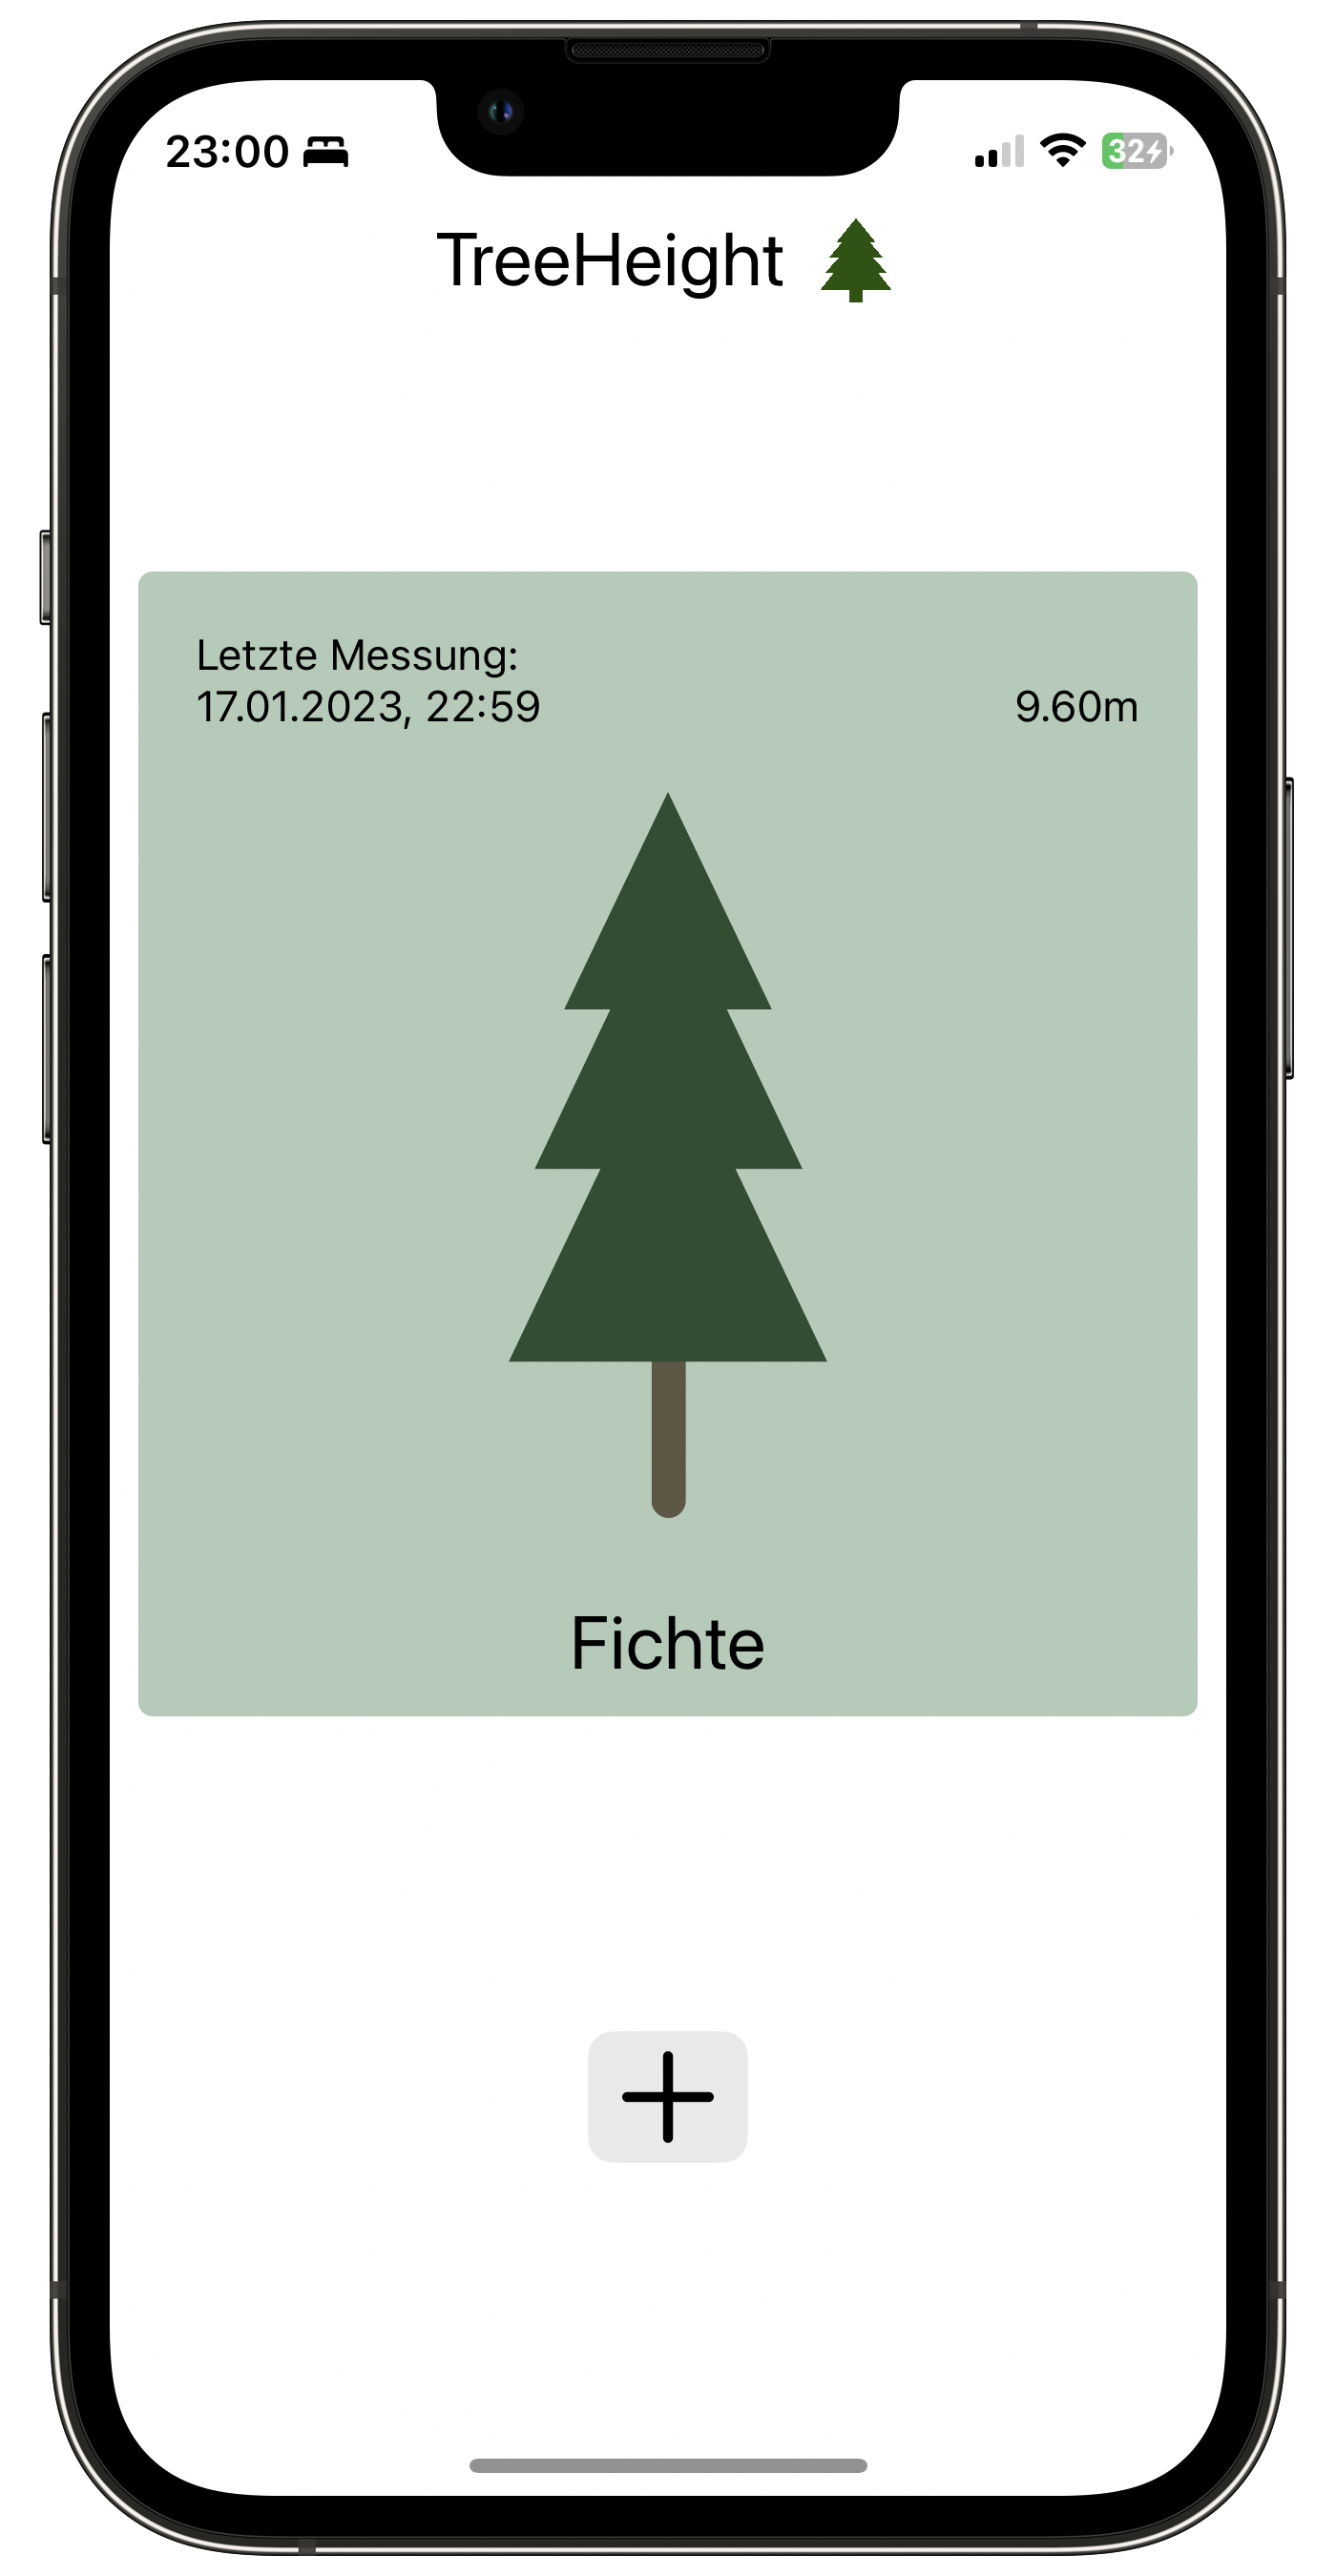 23:00
32
TreeHeight
Letzte Messung:
17.01.2023, 22:59
9.60m
Fichte